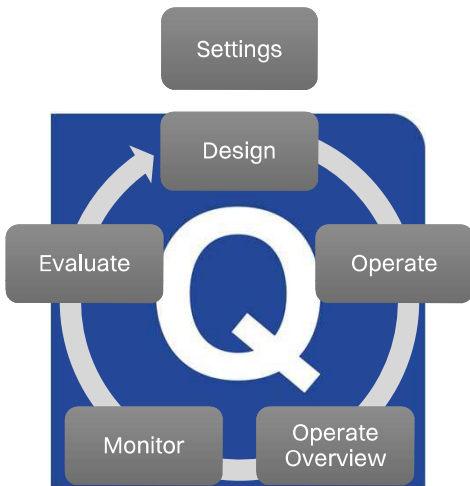 Settings
Design
Evaluate
Operate
Q
Monitor
Operate
Overview